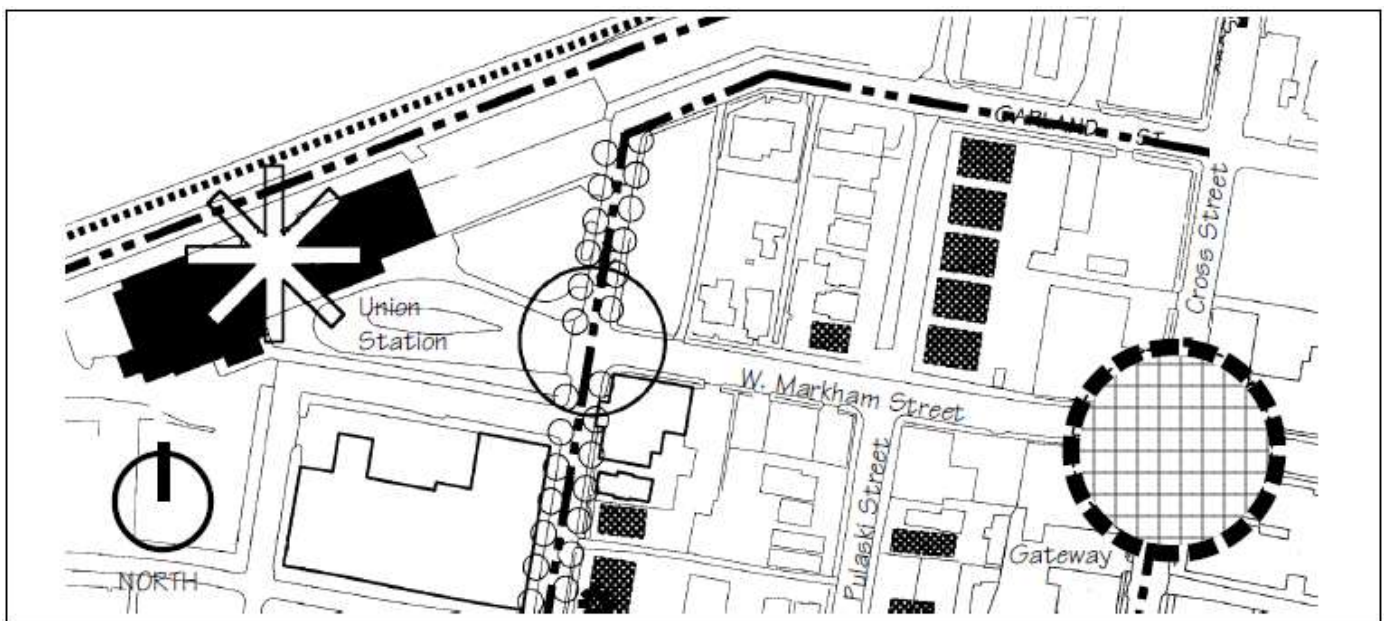 GARLAND ST
Cross Street
Union
Station
W. Markham Street
Pulaski Street
Gateway
NORTH